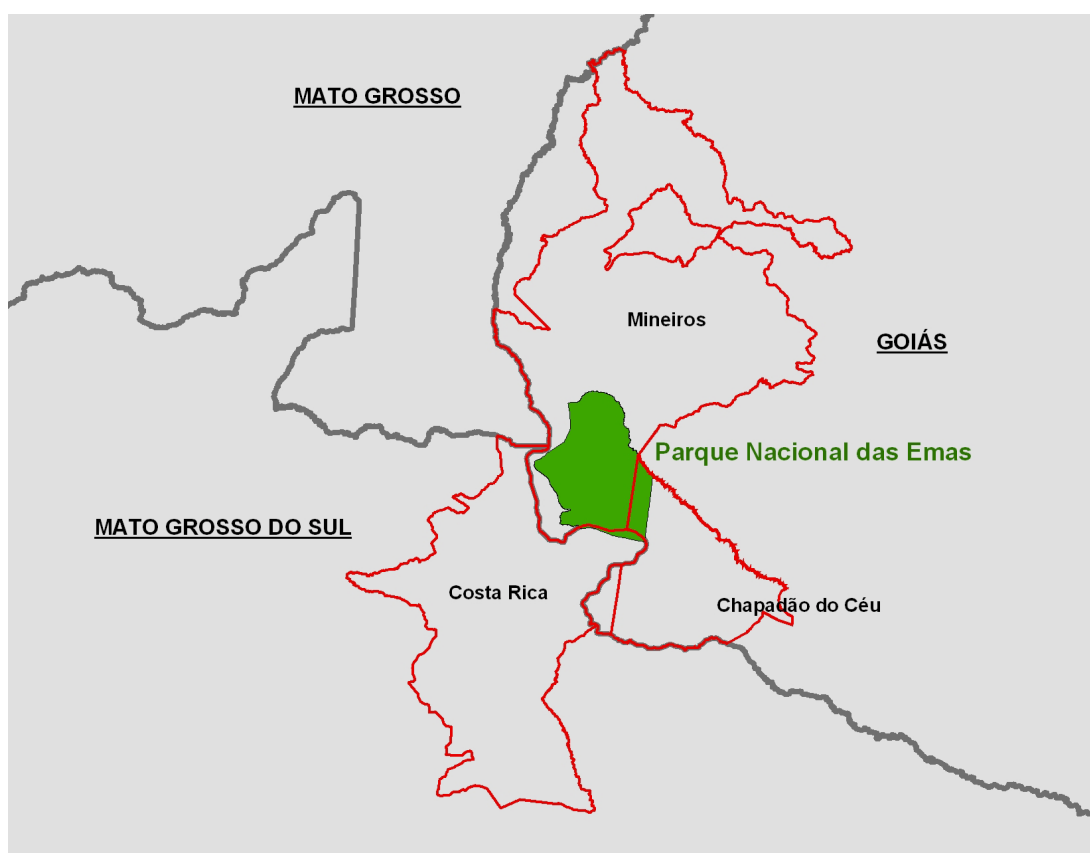 MATO GROSSO
Mineiros
GOIÁS
Parque Nacional das Emas
MATO GROSSO DO SUL
Costa Rica
Chapadão do Céu